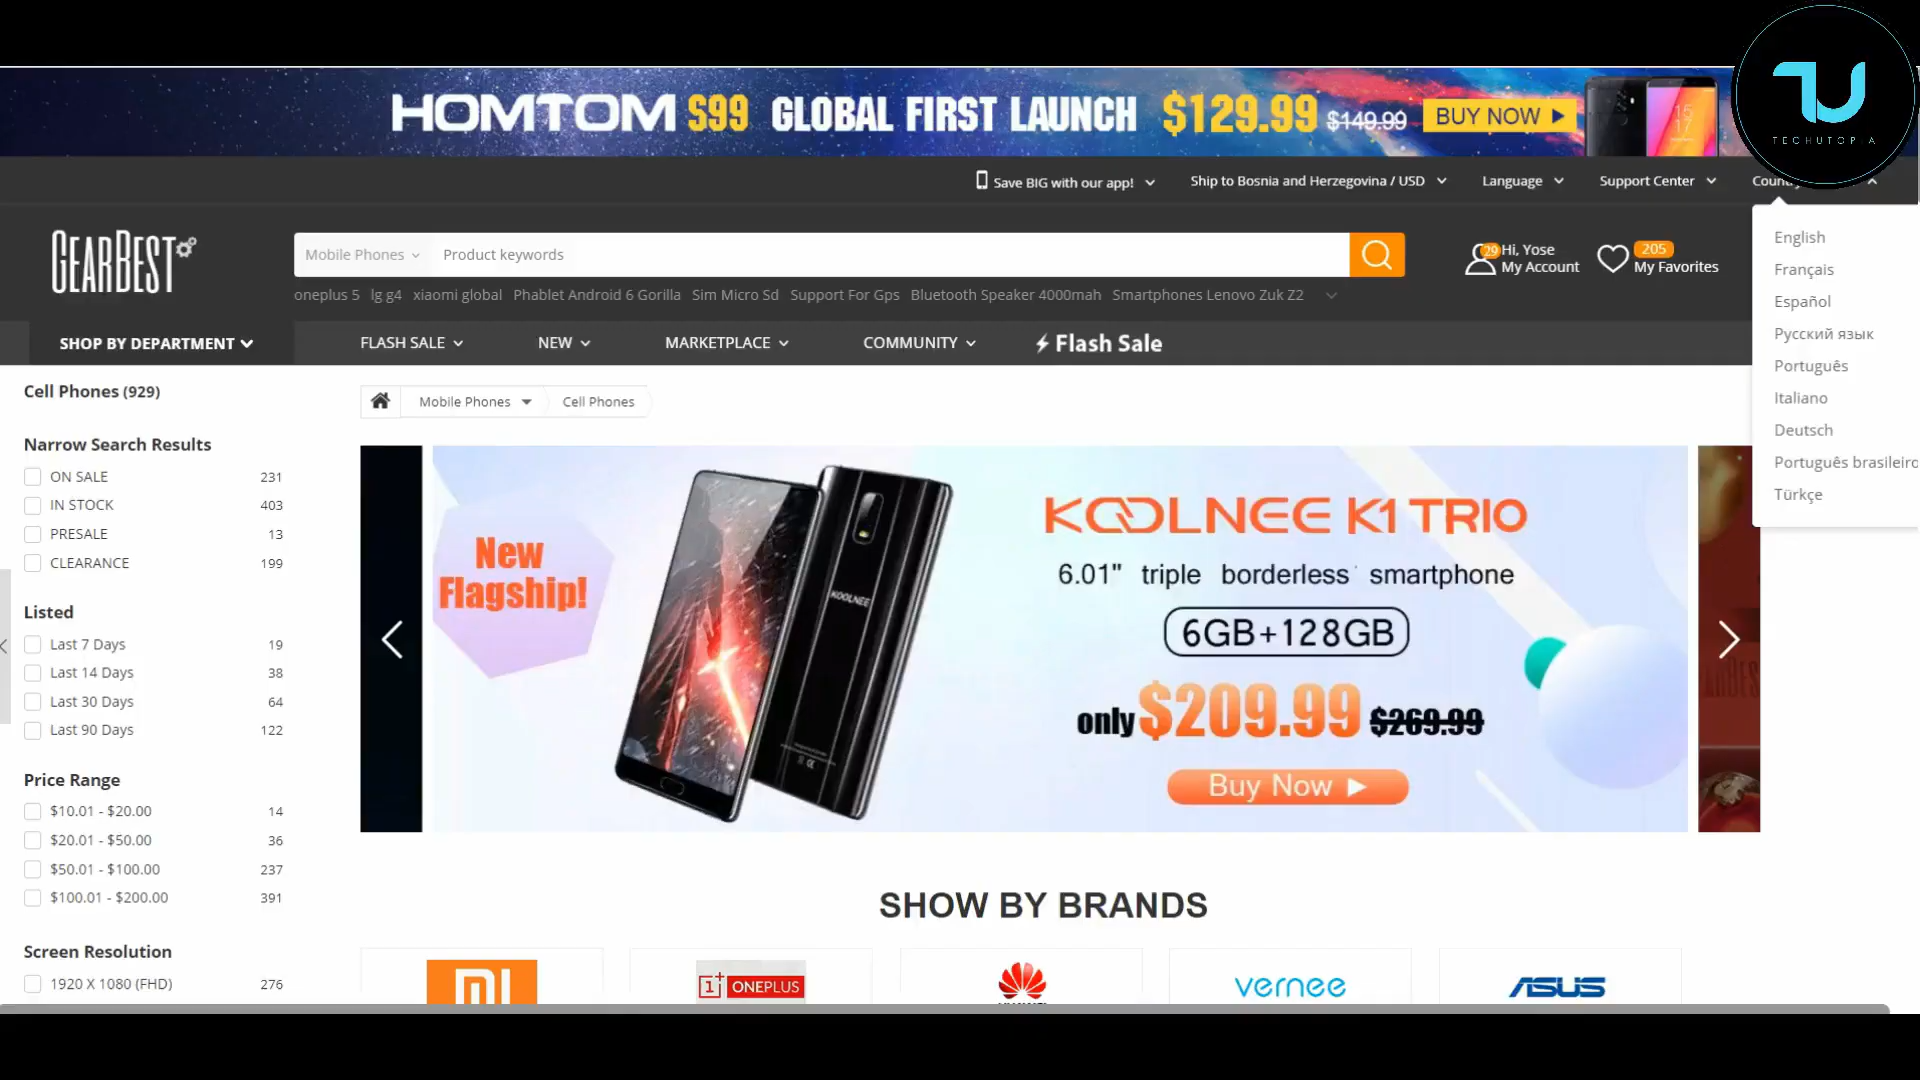 HOMTOM S99 GLOBAL FIRST LAUNCH $129.99 $149.99 BUY NOW
TECHUTOPIA
Save BIG with our app! Ship to Bosnia and Herzegovina / USD Language Support Center
English
Français
Español
Русский язык
Português
Italiano
Deutsch
Português brasileiro
Türkçe
GEARBEST
Mobile Phones Product keywords
29 Hi, Yose
My Account
205
My Favorites
oneplus 5 lg g4 xiaomi global Phablet Android 6 Gorilla Sim Micro Sd Support For Gps Bluetooth Speaker 4000mah Smartphones Lenovo Zuk Z2
SHOP BY DEPARTMENT FLASH SALE NEW MARKETPLACE COMMUNITY Flash Sale
Cell Phones (929)
Mobile Phones Cell Phones
Narrow Search Results
ON SALE 231
IN STOCK 403
PRESALE 13
CLEARANCE 199
Listed
Last 7 Days 19
Last 14 Days 38
Last 30 Days 64
Last 90 Days 122
Price Range
$10.01 - $20.00 14
$20.01 - $50.00 36
$50.01 - $100.00 237
$100.01 - $200.00 391
Screen Resolution
1920 X 1080 (FHD) 276
New
Flagship!
KOOLNEE
KOOLNEE K1 TRIO
6.01" triple borderless smartphone
6GB+128GB
only $209.99 $269.99
Buy Now
SHOW BY BRANDS
MI
1+ ONEPLUS
vernee
ASUS